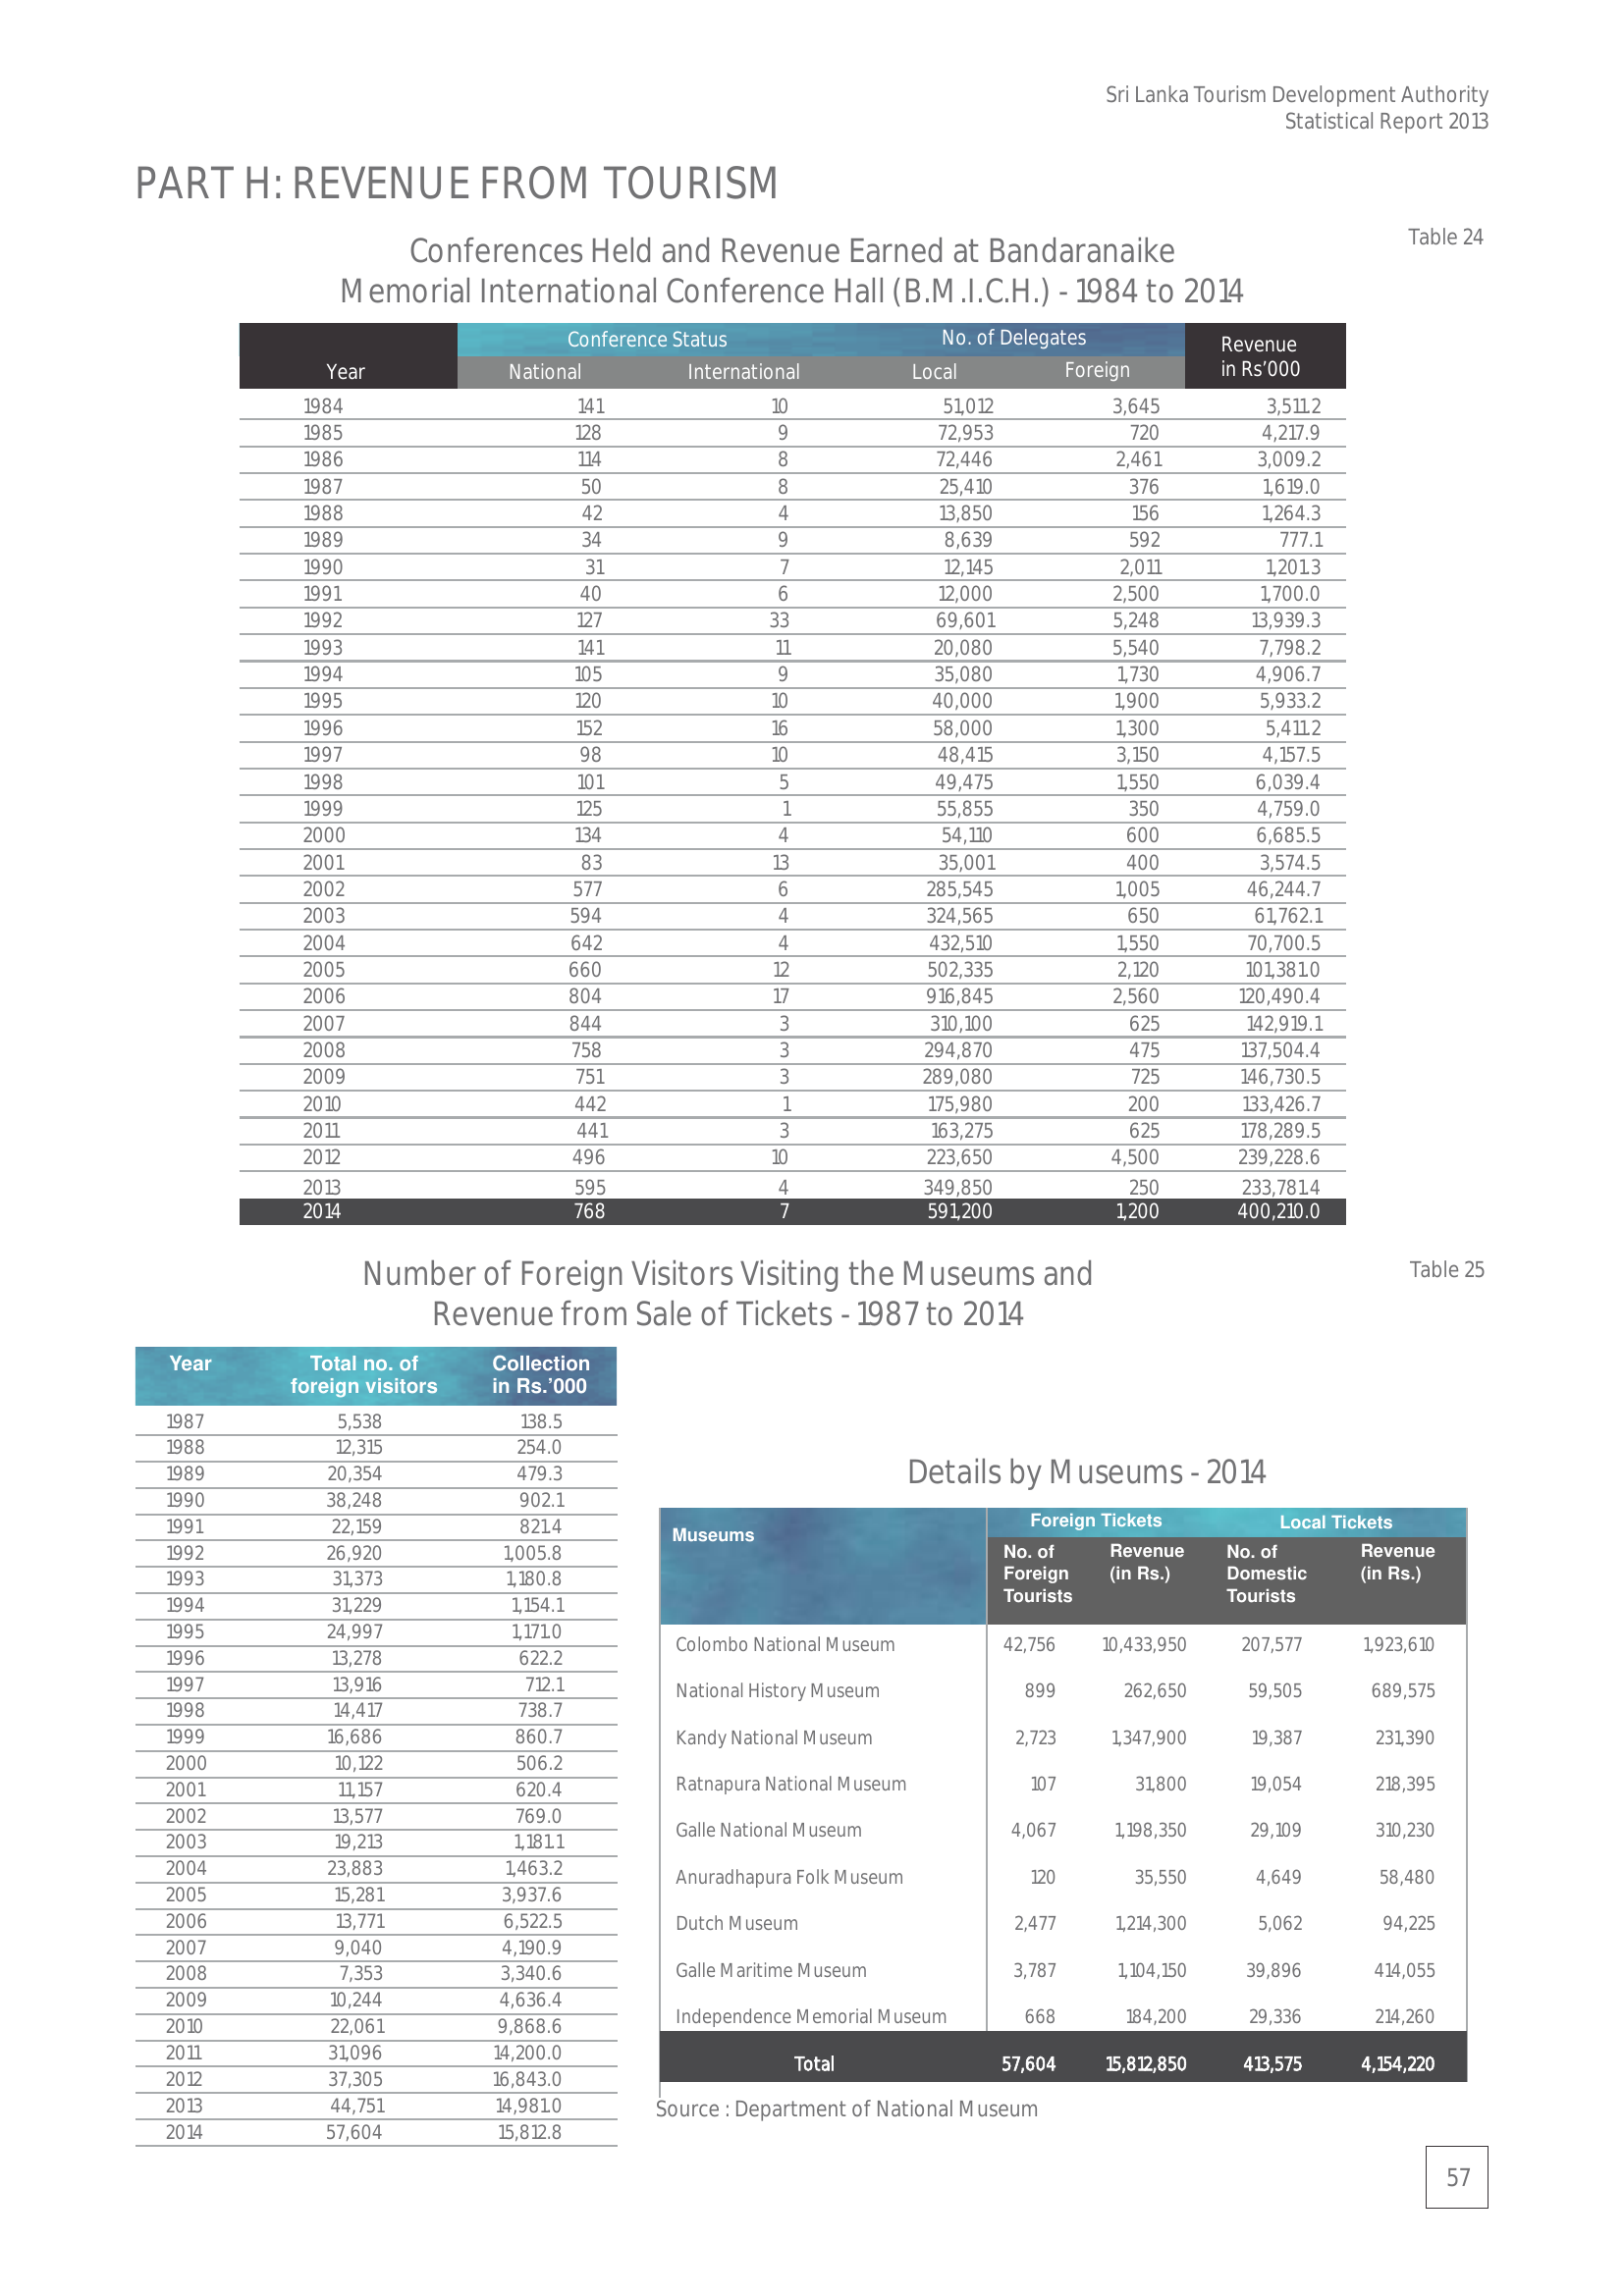 Sri Lanka Tourism Development Authority
Statistical Report 2013
PART H: REVENUE FROM TOURISM
Table 24
Conferences Held and Revenue Earned at Bandaranaike
Memorial International Conference Hall (B.M.I.C.H.) - 1984 to 2014
Conference Status No. of Delegates Revenue
Year National International Local Foreign in Rs'000
1984 141 10 51,012 3,645 3,511.2
1985 128 9 72,953 720 4,217.9
1986 114 8 72,446 2,461 3,009.2
1987 50 8 25,410 376 1,619.0
1988 42 4 13,850 156 1,264.3
1989 34 9 8,639 592 777.1
1990 31 7 12,145 2,011 1,201.3
1991 40 6 12,000 2,500 1,700.0
1992 127 33 69,601 5,248 13,939.3
1993 141 11 20,080 5,540 7,798.2
1994 105 9 35,080 1,730 4,906.7
1995 120 10 40,000 1,900 5,933.2
1996 152 16 58,000 1,300 5,411.2
1997 98 10 48,415 3,150 4,157.5
1998 101 5 49,475 1,550 6,039.4
1999 125 1 55,855 350 4,759.0
2000 134 4 54,110 600 6,685.5
2001 83 13 35,001 400 3,574.5
2002 577 6 285,545 1,005 46,244.7
2003 594 4 324,565 650 61,762.1
2004 642 4 432,510 1,550 70,700.5
2005 660 12 502,335 2,120 101,381.0
2006 804 17 916,845 2,560 120,490.4
2007 844 3 310,100 625 142,919.1
2008 758 3 294,870 475 137,504.4
2009 751 3 289,080 725 146,730.5
2010 442 1 175,980 200 133,426.7
2011 441 3 163,275 625 178,289.5
2012 496 10 223,650 4,500 239,228.6
2013 595 4 349,850 250 233,781.4
2014 768 7 591,200 1,200 400,210.0
Table 25
Number of Foreign Visitors Visiting the Museums and
Revenue from Sale of Tickets - 1987 to 2014
Year Total no. of Collection
foreign visitors in Rs.'000
1987 5,538 138.5
1988 12,315 254.0
1989 20,354 479.3
1990 38,248 902.1
1991 22,159 821.4
1992 26,920 1,005.8
1993 31,373 1,180.8
1994 31,229 1,154.1
1995 24,997 1,171.0
1996 13,278 622.2
1997 13,916 712.1
1998 14,417 738.7
1999 16,686 860.7
2000 10,122 506.2
2001 11,157 620.4
2002 13,577 769.0
2003 19,213 1,181.1
2004 23,883 1,463.2
2005 15,281 3,937.6
2006 13,771 6,522.5
2007 9,040 4,190.9
2008 7,353 3,340.6
2009 10,244 4,636.4
2010 22,061 9,868.6
2011 31,096 14,200.0
2012 37,305 16,843.0
2013 44,751 14,981.0
2014 57,604 15,812.8
Details by Museums - 2014
Museums Foreign Tickets Local Tickets
No. of Revenue No. of Revenue
Foreign (in Rs.) Domestic (in Rs.)
Tourists Tourists
Colombo National Museum 42,756 10,433,950 207,577 1,923,610
National History Museum 899 262,650 59,505 689,575
Kandy National Museum 2,723 1,347,900 19,387 231,390
Ratnapura National Museum 107 31,800 19,054 218,395
Galle National Museum 4,067 1,198,350 29,109 310,230
Anuradhapura Folk Museum 120 35,550 4,649 58,480
Dutch Museum 2,477 1,214,300 5,062 94,225
Galle Maritime Museum 3,787 1,104,150 39,896 414,055
Independence Memorial Museum 668 184,200 29,336 214,260
Total 57,604 15,812,850 413,575 4,154,220
Source : Department of National Museum
57